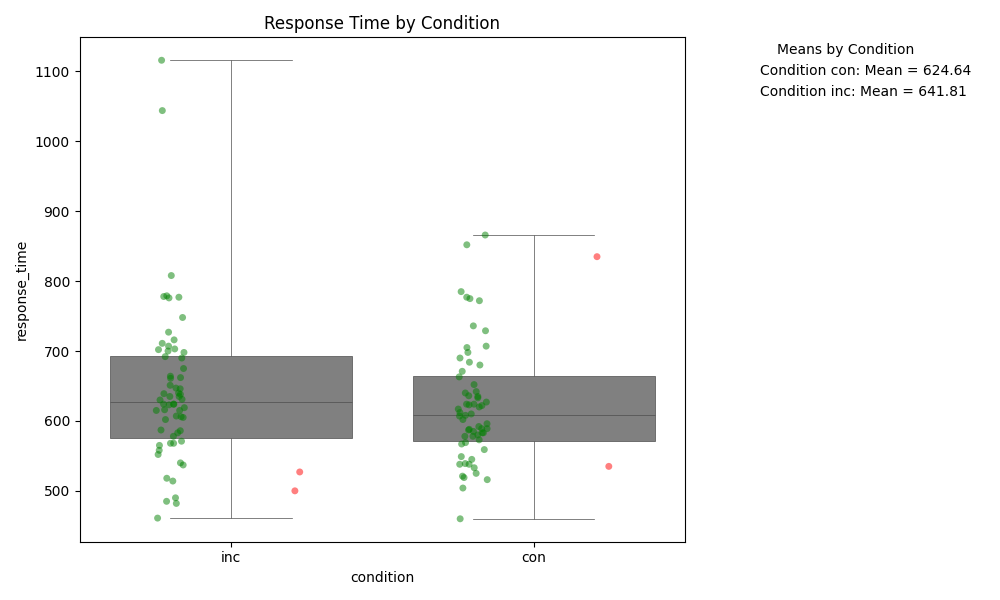 Response Time by Condition
Means by Condition
Condition con: Mean = 624.64
Condition inc: Mean = 641.81
1100
1000
900
800
700
600
500
response_time
inc
con
condition